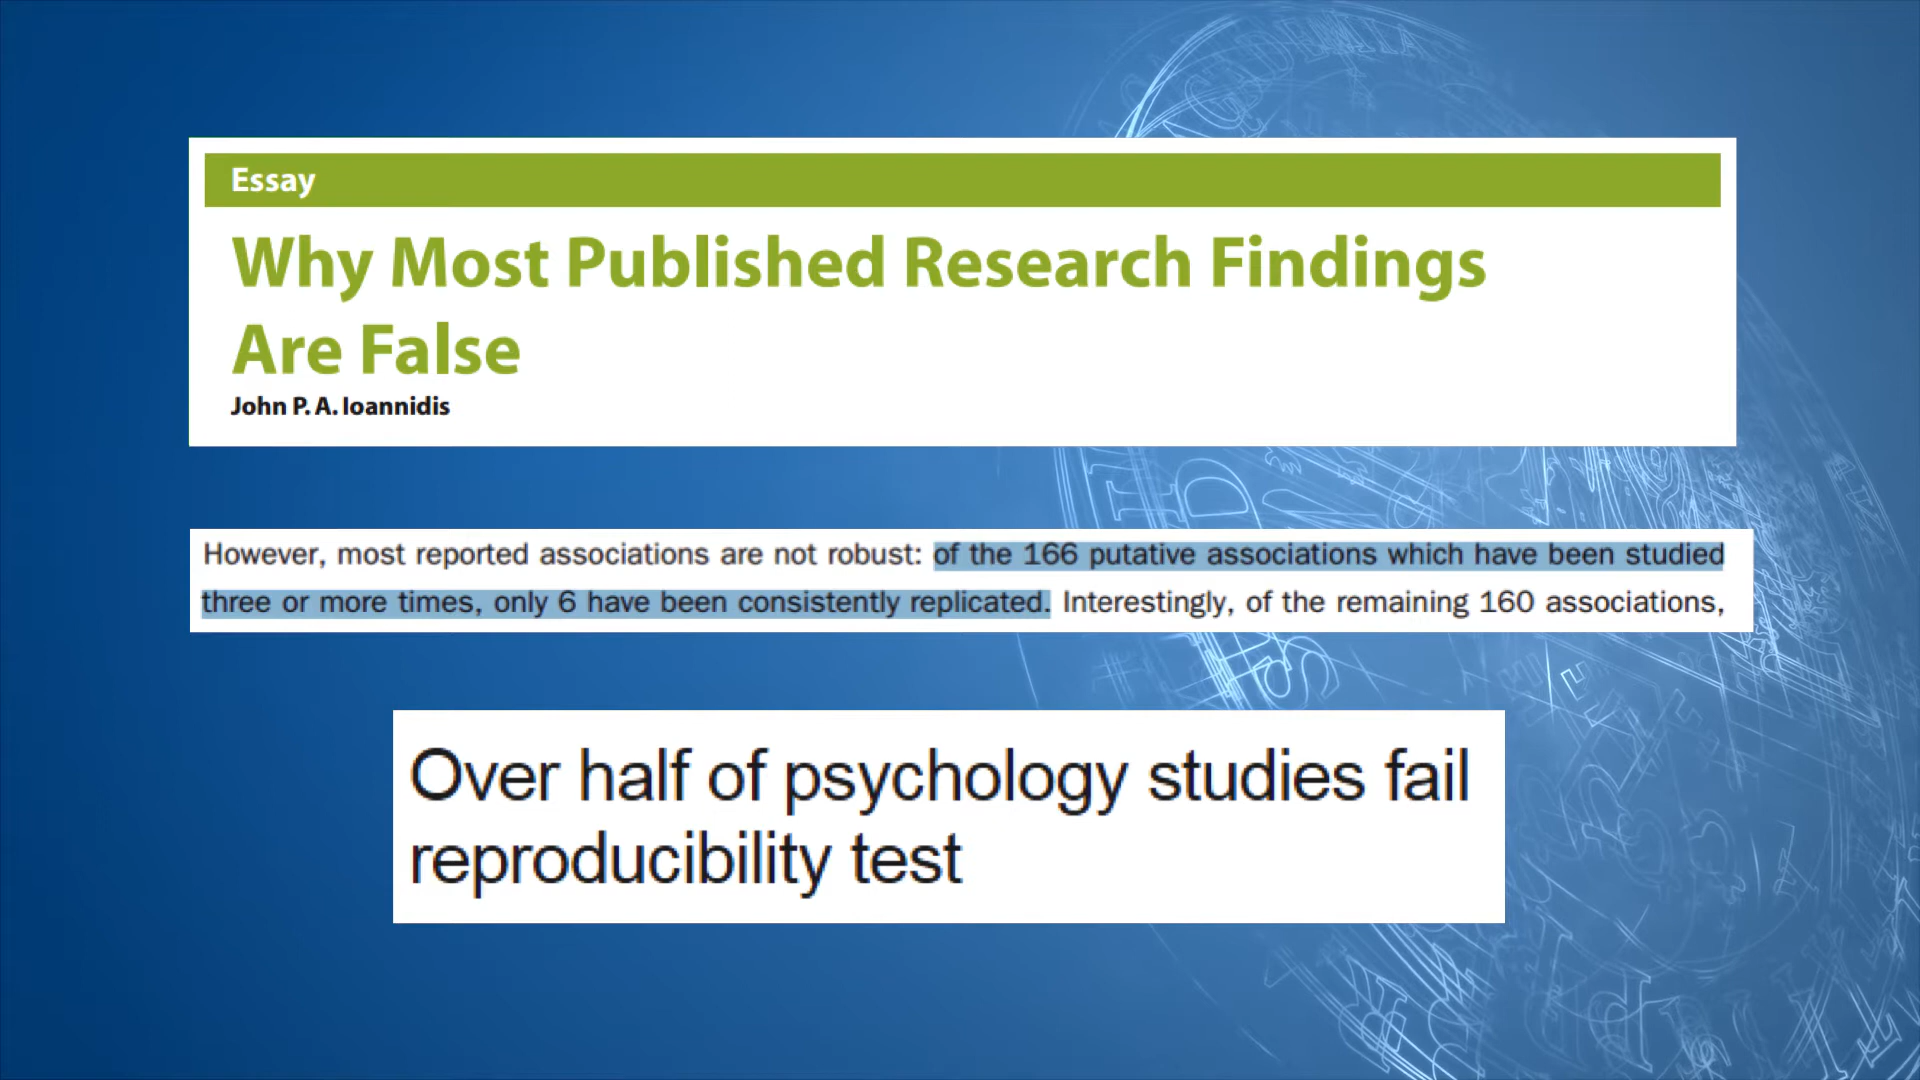 Essay
Why Most Published Research Findings
Are False
John P. A. Ioannidis
However, most reported associations are not robust: of the 166 putative associations which have been studied
three or more times, only 6 have been consistently replicated. Interestingly, of the remaining 160 associations,
Over half of psychology studies fail
reproducibility test